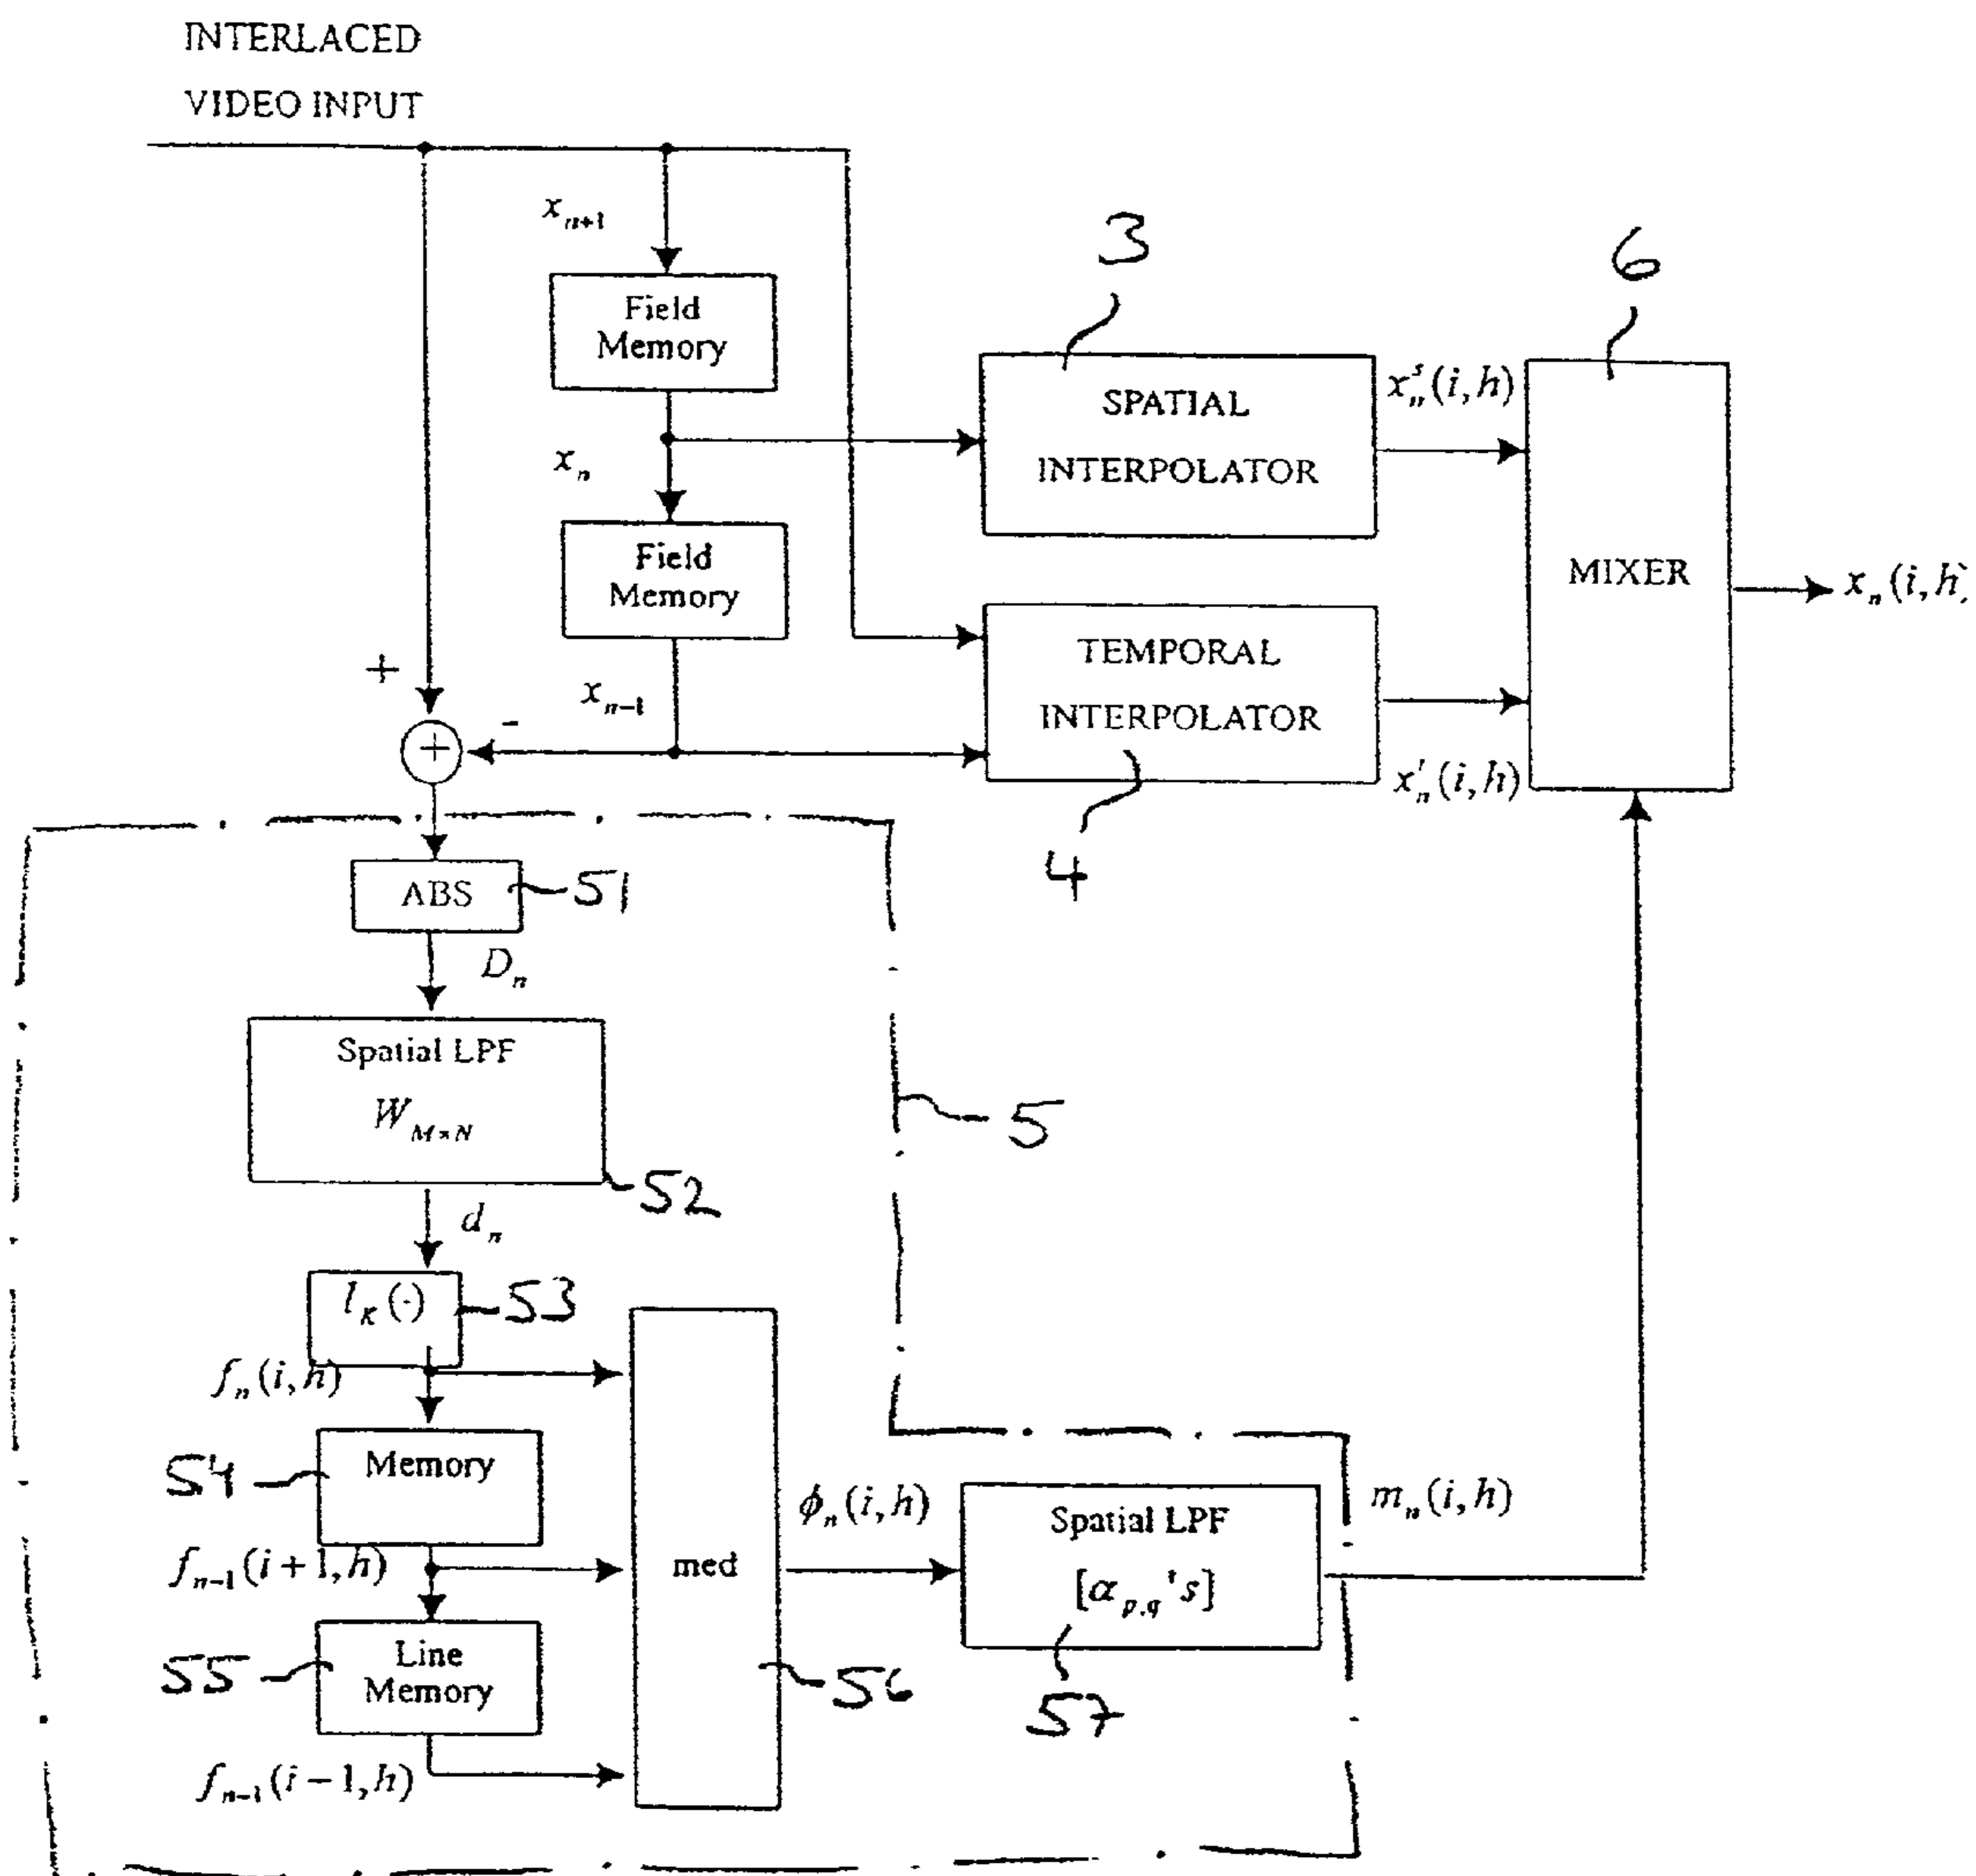 INTERLACED
VIDEO INPUT
x_{n+1}
3
6
Field
Memory
SPATIAL
INTERPOLATOR
x_n^s(i,h)
x_n
Field
Memory
MIXER
x_n(i,h)
TEMPORAL
INTERPOLATOR
+
x_{n-1}
-
+
x_n^t(i,h)
4
ABS
51
D_n
Spatial LPF
W_{M×N}
5
52
d_n
l_K(·)
53
f_n(i,h)
54
Memory
ϕ_n(i,h)
Spatial LPF
[α_{p,q}'s]
m_n(i,h)
f_{n-1}(i+1,h)
med
55
Line
Memory
56
57
f_{n-1}(i-1,h)